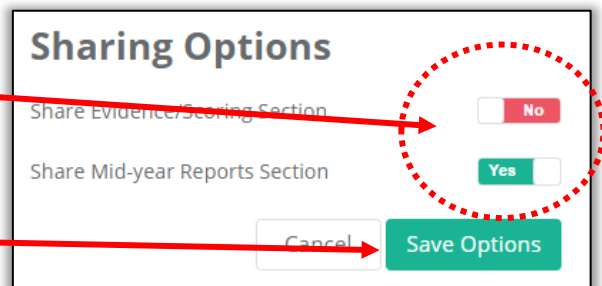 Sharing Options
Share Evidence/Scoring Section No
Share Mid-year Reports Section Yes
Cancel Save Options